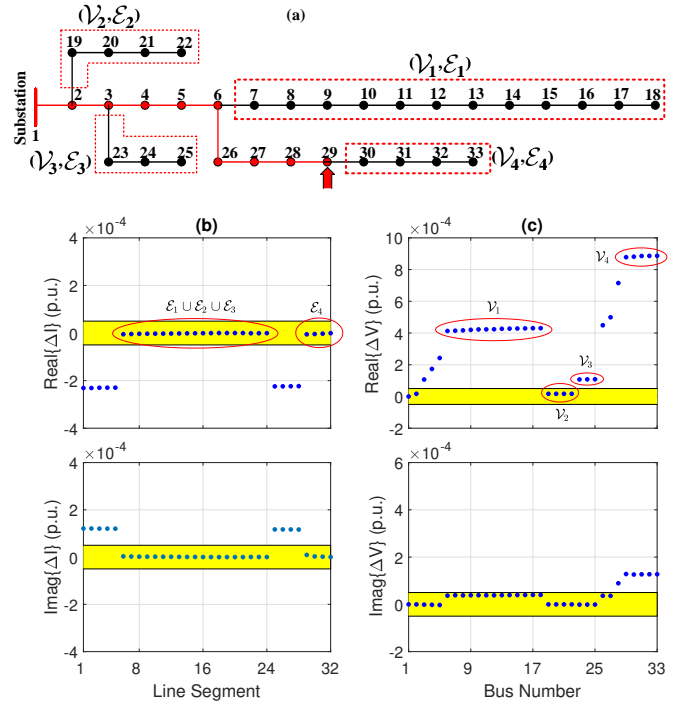 (𝒱₂,ℰ₂)
(a)
19 20 21 22
(𝒱₁,ℰ₁)
Substation
1 2 3 4 5 6 7 8 9 10 11 12 13 14 15 16 17 18
(𝒱₃,ℰ₃)
23 24 25 26 27 28 29 30 31 32 33
(𝒱₄,ℰ₄)
(b)
×10⁻⁴
Real{ΔI} (p.u.)
4
2
0
-2
-4
ℰ₁ ∪ ℰ₂ ∪ ℰ₃
ℰ₄
(c)
×10⁻⁴
Real{ΔV} (p.u.)
10
8
6
4
2
0
-2
𝒱₄
𝒱₁
𝒱₃
𝒱₂
×10⁻⁴
Imag{ΔI} (p.u.)
4
2
0
-2
-4
1 8 16 24 32
Line Segment
×10⁻⁴
Imag{ΔV} (p.u.)
6
4
2
0
-2
1 9 17 25 33
Bus Number